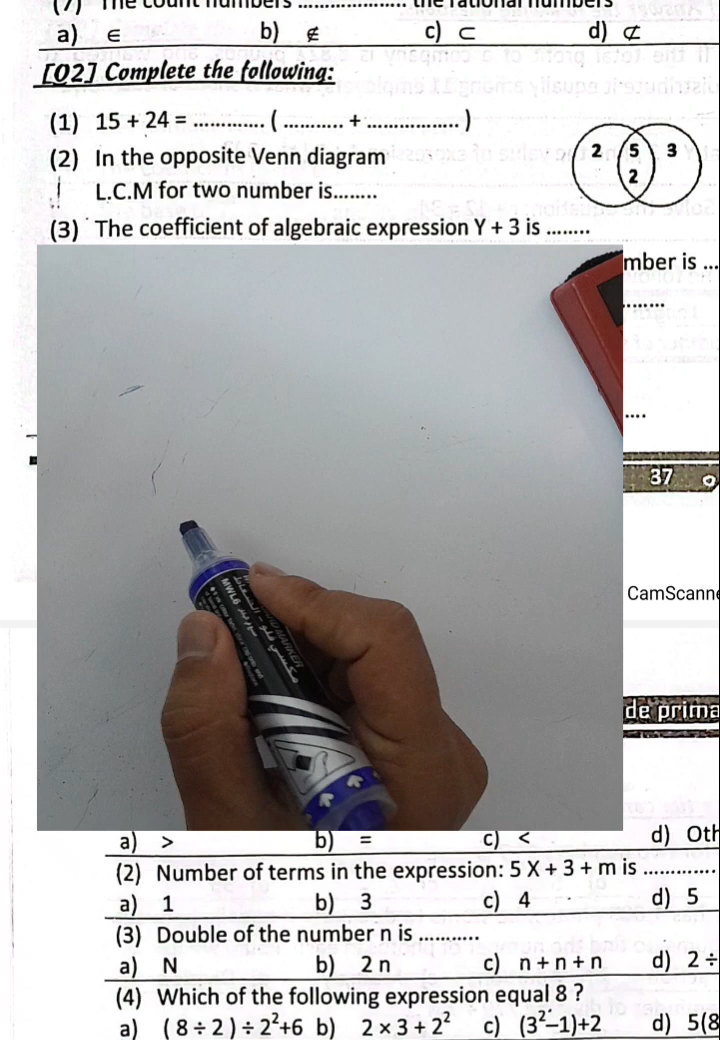 (7) The count numbers .................... the rational numbers
a) ∈ b) ∉ c) ⊂ d) ⊄
[Q2] Complete the following:
(1) 15 + 24 = ............. ( ........... + ................. )
(2) In the opposite Venn diagram
L.C.M for two number is........
2 5 3
2
(3) The coefficient of algebraic expression Y + 3 is ........
mber is ...
........
....
37
CamScanne
de prima
MWL6
a) > b) = c) < d) Oth
(2) Number of terms in the expression: 5 X + 3 + m is .............
a) 1 b) 3 c) 4 d) 5
(3) Double of the number n is ...........
a) N b) 2 n c) n + n + n d) 2 ÷
(4) Which of the following expression equal 8 ?
a) ( 8 ÷ 2 ) ÷ 2²+6 b) 2 × 3 + 2² c) (3²–1)+2 d) 5(8